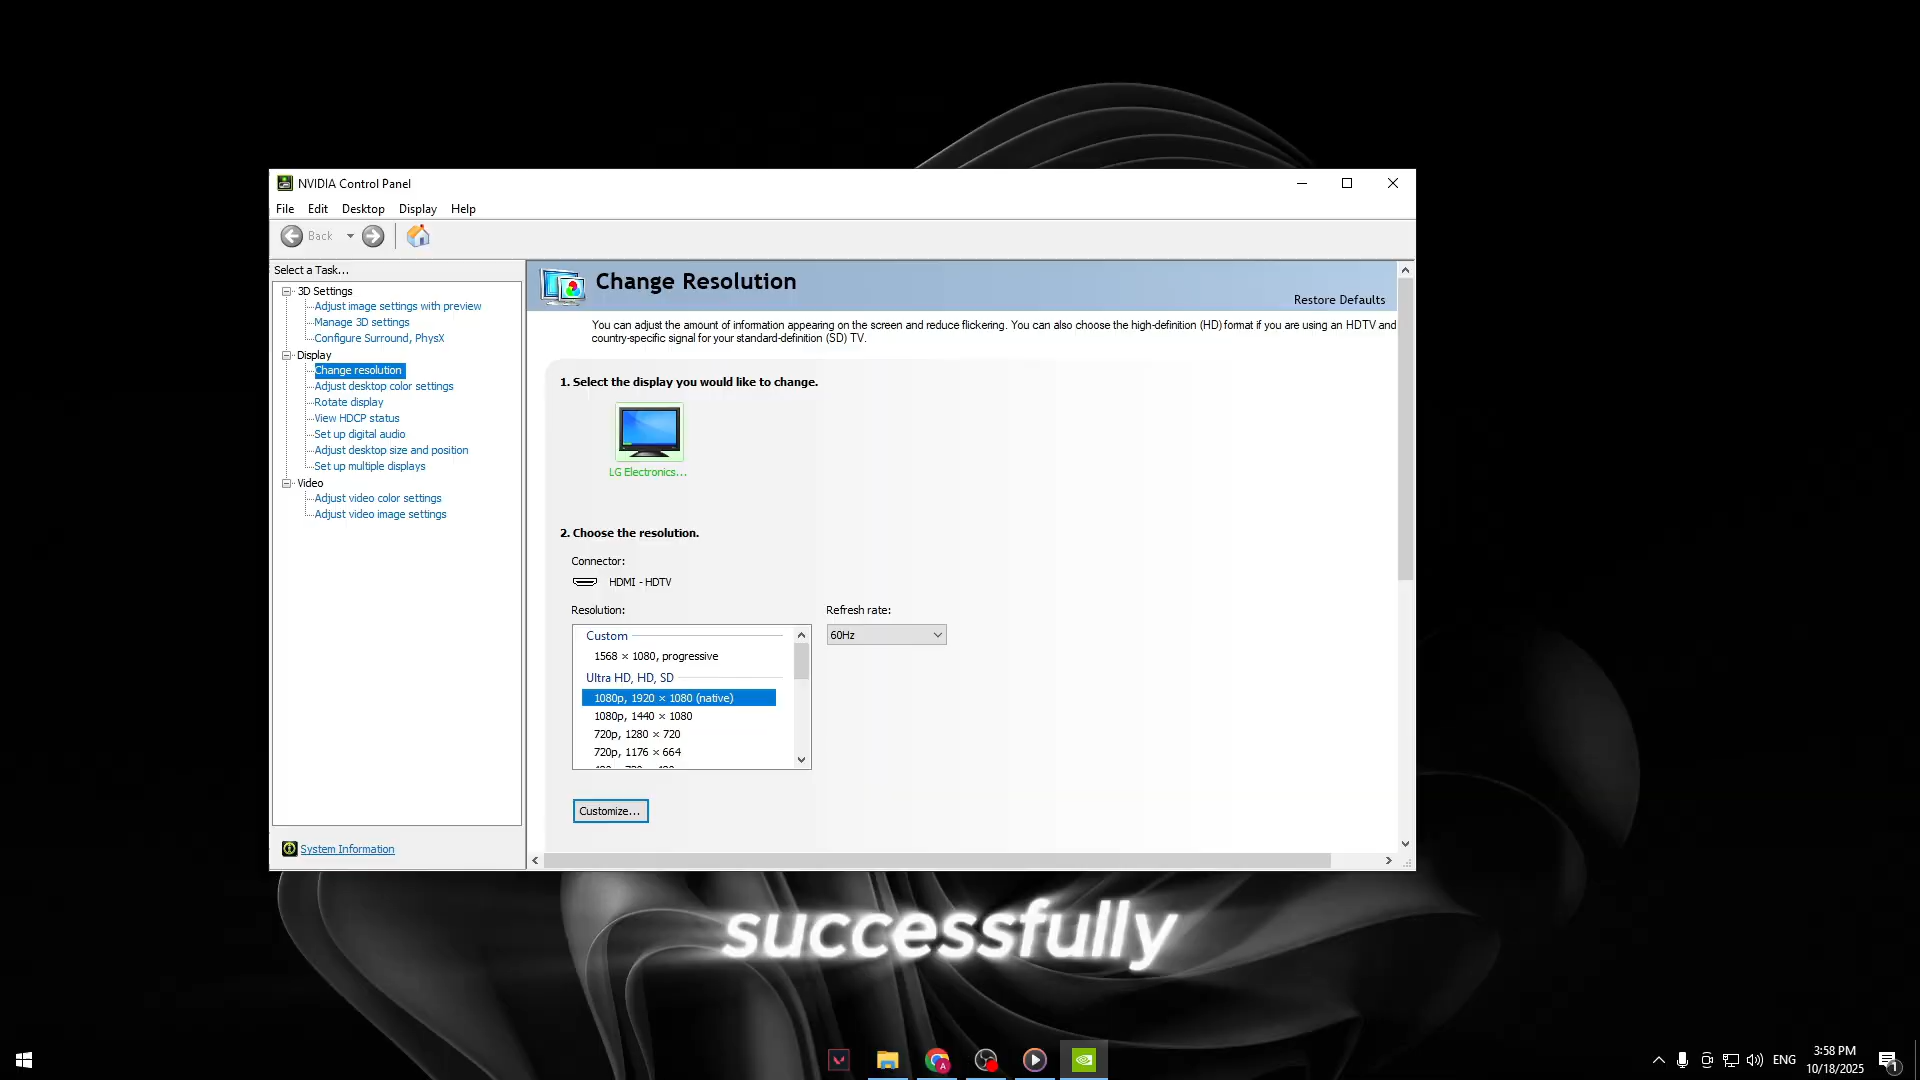 NVIDIA Control Panel
File Edit Desktop Display Help
Back
Select a Task...
3D Settings
Adjust image settings with preview
Manage 3D settings
Configure Surround, PhysX
Display
Change resolution
Adjust desktop color settings
Rotate display
View HDCP status
Set up digital audio
Adjust desktop size and position
Set up multiple displays
Video
Adjust video color settings
Adjust video image settings
System Information
Change Resolution
Restore Defaults
You can adjust the amount of information appearing on the screen and reduce flickering. You can also choose the high-definition (HD) format if you are using an HDTV and
country-specific signal for your standard-definition (SD) TV.
1. Select the display you would like to change.
LG Electronics...
2. Choose the resolution.
Connector:
HDMI - HDTV
Resolution:
Refresh rate:
Custom
1568 × 1080, progressive
Ultra HD, HD, SD
1080p, 1920 × 1080 (native)
1080p, 1440 × 1080
720p, 1280 × 720
720p, 1176 × 664
60Hz
Customize...
successfully
ENG
3:58 PM
10/18/2025
1
A